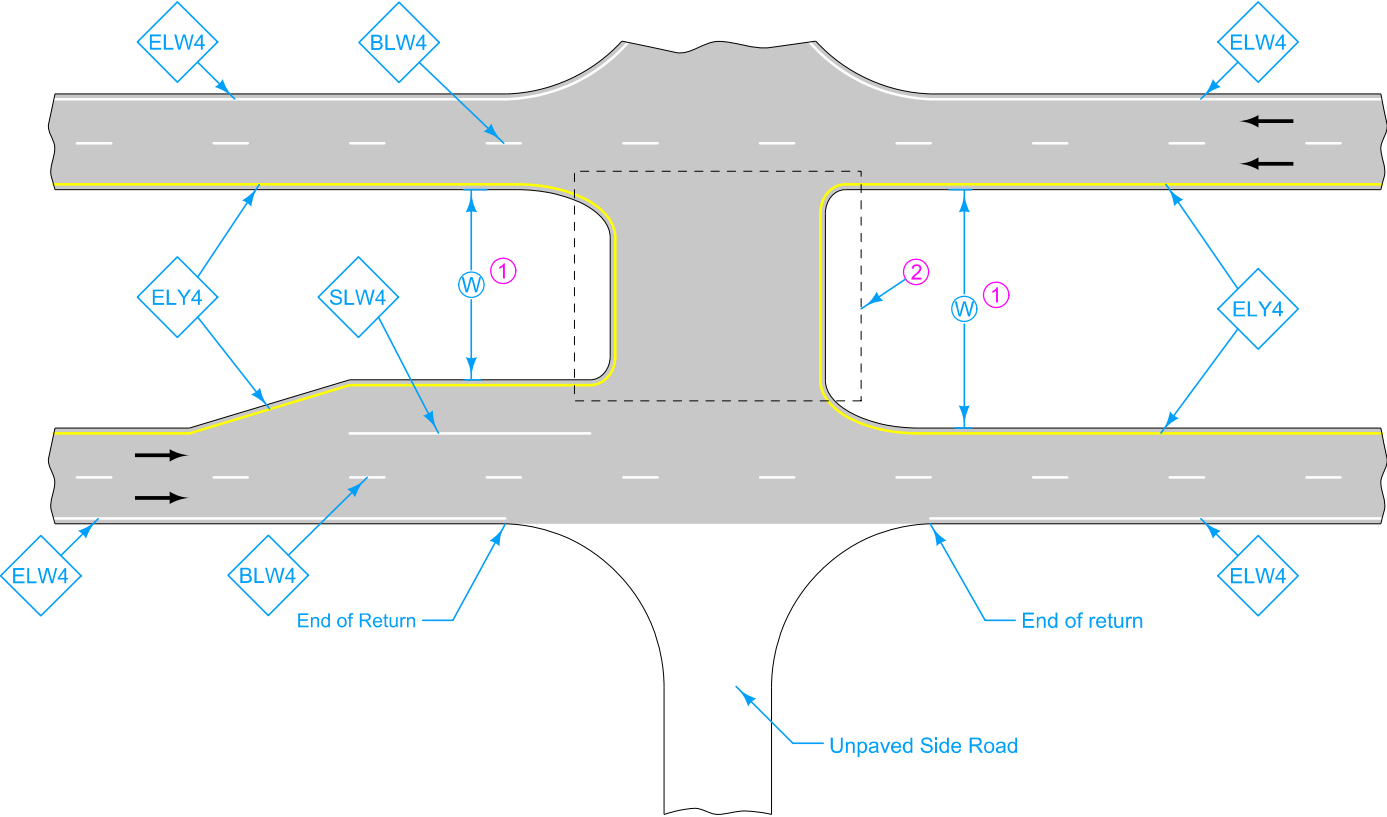 ELW4
BLW4
ELW4
ELY4
SLW4
W
1
2
W
1
ELY4
ELW4
BLW4
End of Return
End of return
ELW4
Unpaved Side Road